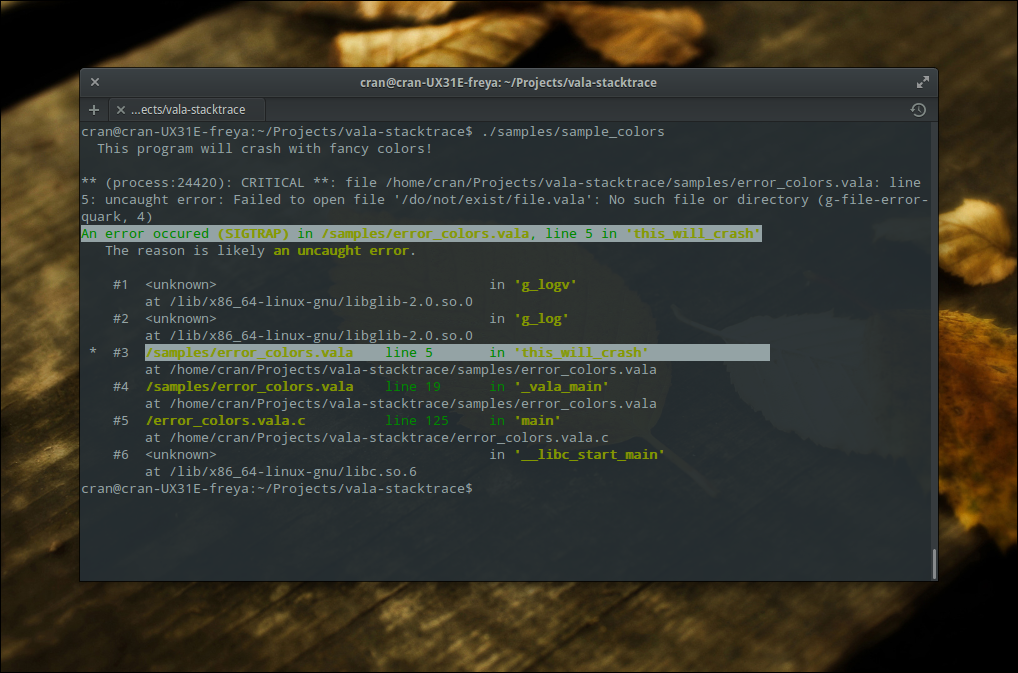 cran@cran-UX31E-freya: ~/Projects/vala-stacktrace
...ects/vala-stacktrace
cran@cran-UX31E-freya:~/Projects/vala-stacktrace$ ./samples/sample_colors
This program will crash with fancy colors!
** (process:24420): CRITICAL **: file /home/cran/Projects/vala-stacktrace/samples/error_colors.vala: line
5: uncaught error: Failed to open file '/do/not/exist/file.vala': No such file or directory (g-file-error-
quark, 4)
An error occured (SIGTRAP) in /samples/error_colors.vala, line 5 in 'this_will_crash'
The reason is likely an uncaught error.
#1 <unknown> in 'g_logv'
at /lib/x86_64-linux-gnu/libglib-2.0.so.0
#2 <unknown> in 'g_log'
at /lib/x86_64-linux-gnu/libglib-2.0.so.0
* #3 /samples/error_colors.vala line 5 in 'this_will_crash'
at /home/cran/Projects/vala-stacktrace/samples/error_colors.vala
#4 /samples/error_colors.vala line 19 in '_vala_main'
at /home/cran/Projects/vala-stacktrace/samples/error_colors.vala
#5 /error_colors.vala.c line 125 in 'main'
at /home/cran/Projects/vala-stacktrace/error_colors.vala.c
#6 <unknown> in '__libc_start_main'
at /lib/x86_64-linux-gnu/libc.so.6
cran@cran-UX31E-freya:~/Projects/vala-stacktrace$